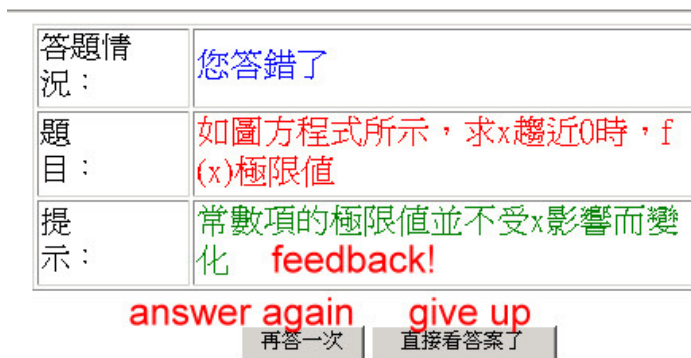 答題情
況：
您答錯了
題
目：
如圖方程式所示，求x趨近0時，f
(x)極限值
提
示：
常數項的極限值並不受x影響而變
化 feedback!
answer again give up
再答一次 直接看答案了